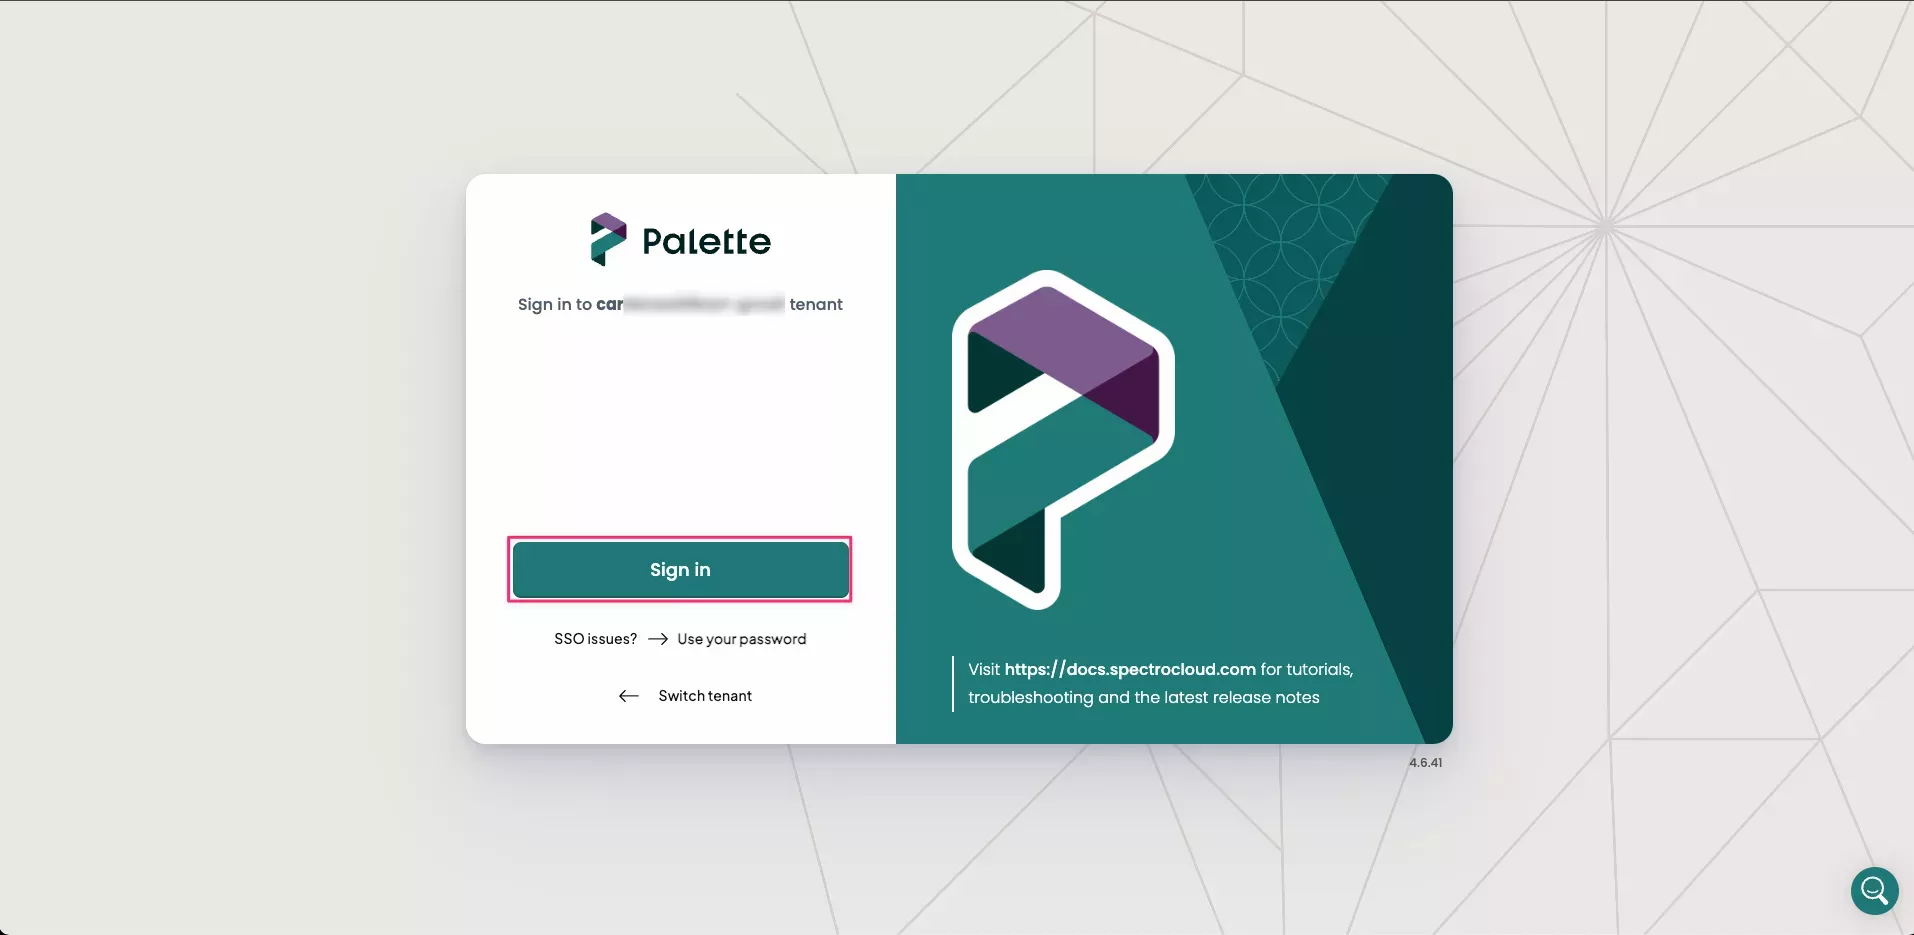 Palette
Sign in to car tenant
Sign in
SSO issues? → Use your password
← Switch tenant
Visit https://docs.spectrocloud.com for tutorials,
troubleshooting and the latest release notes
4.6.41